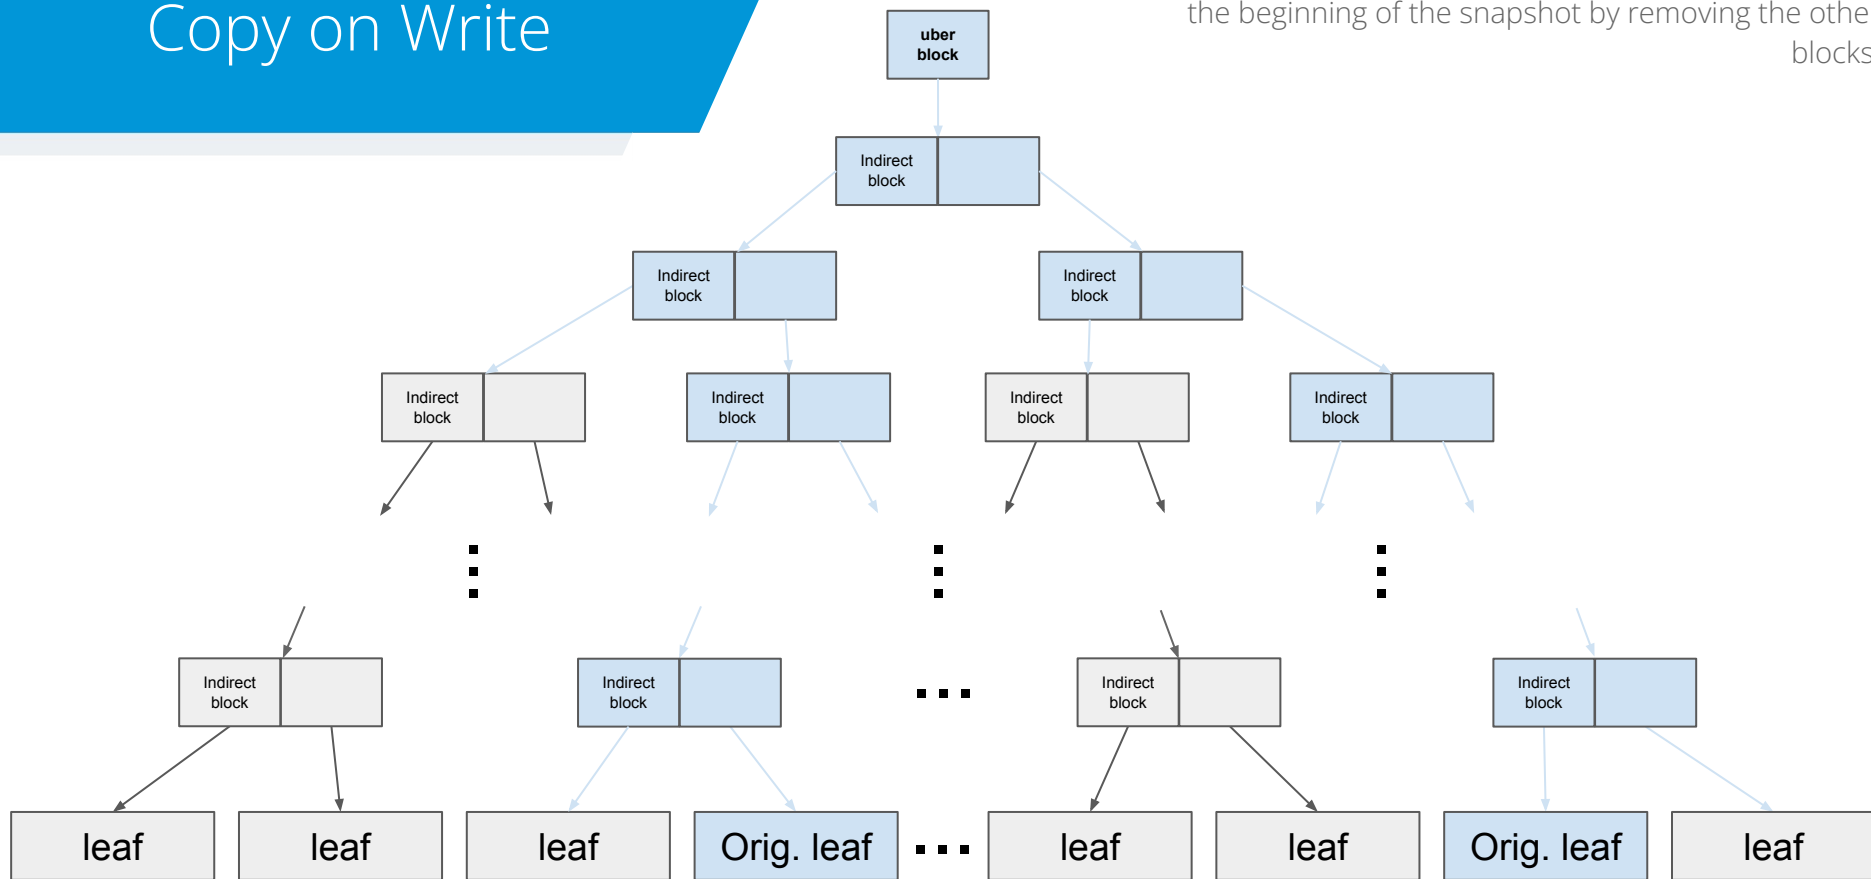 Copy on Write
the beginning of the snapshot by removing the othe
blocks
uber
block
Indirect
block
Indirect
block
Indirect
block
Indirect
block
Indirect
block
Indirect
block
Indirect
block
Indirect
block
Indirect
block
Indirect
block
Indirect
block
leaf
leaf
leaf
Orig. leaf
leaf
leaf
Orig. leaf
leaf